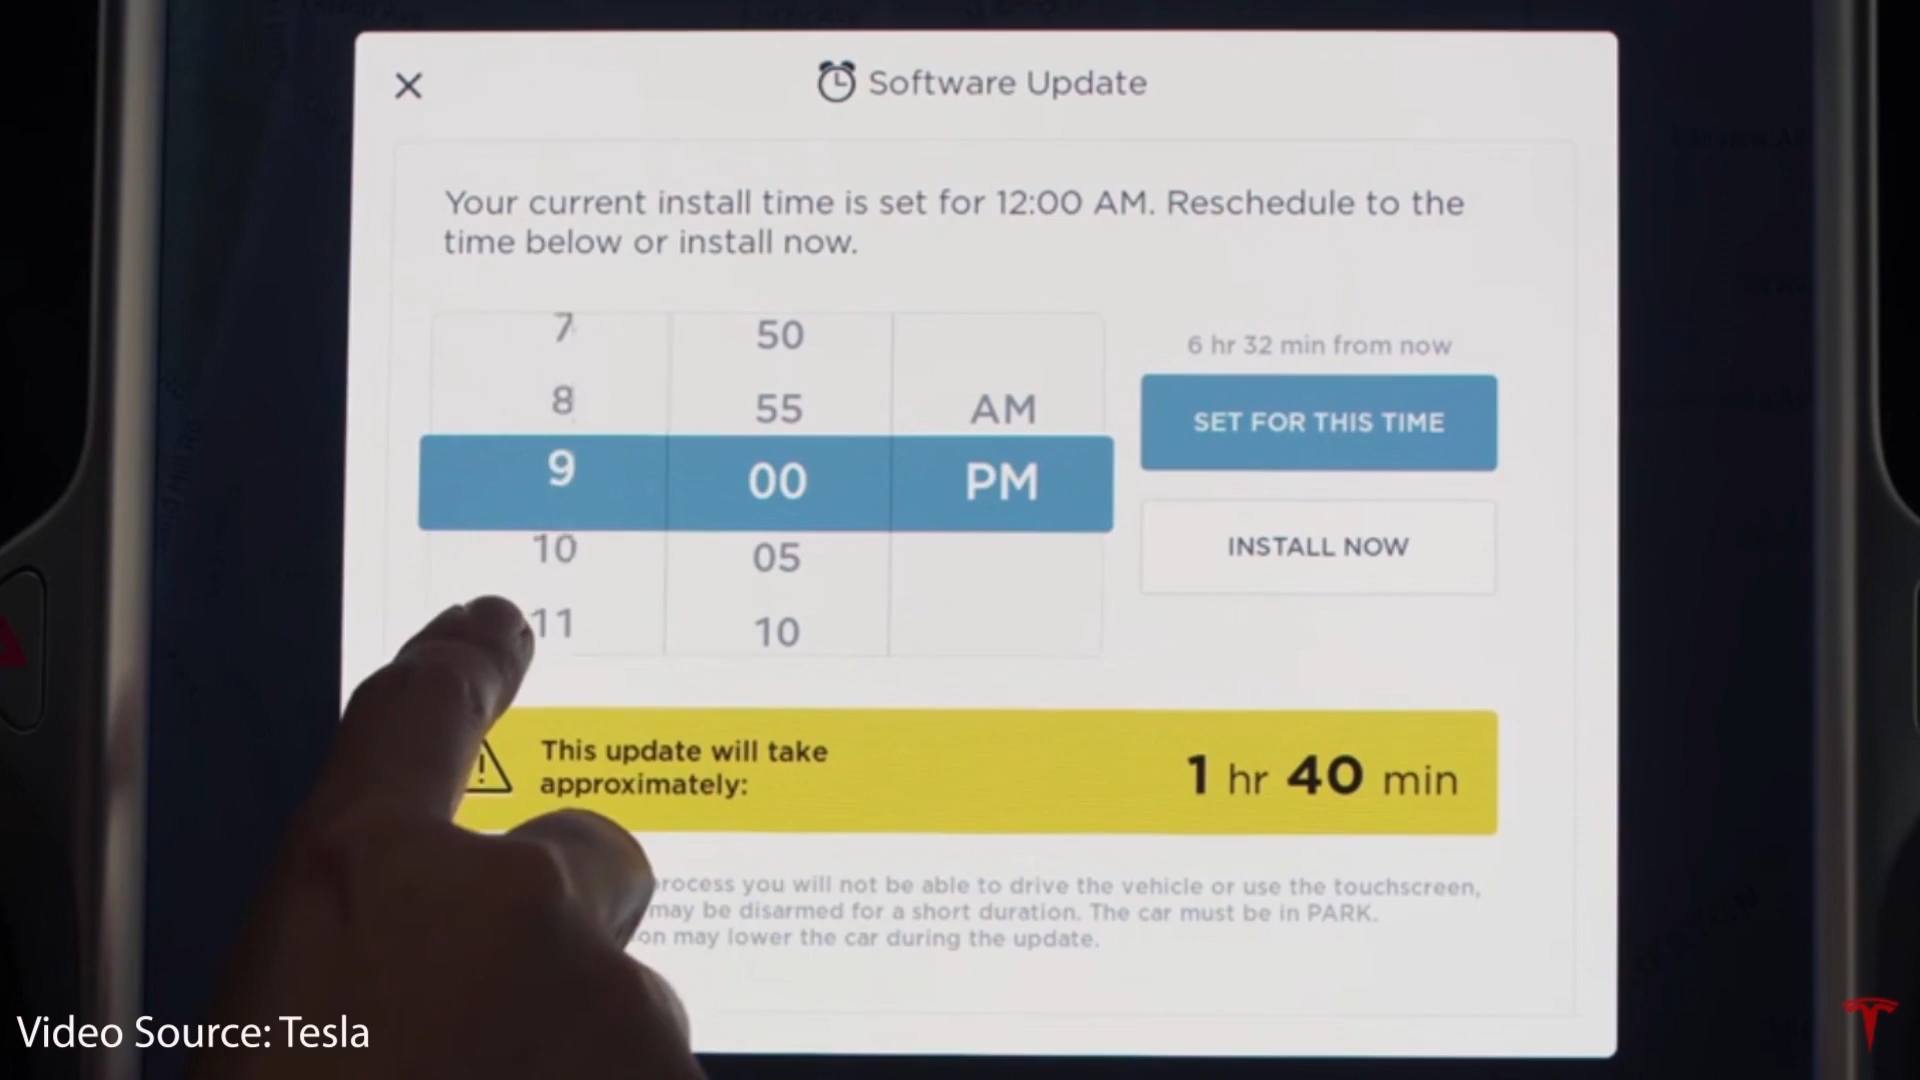 Software Update
Your current install time is set for 12:00 AM. Reschedule to the
time below or install now.
7 50
8 55 AM
9 00 PM
10 05
11 10
6 hr 32 min from now
SET FOR THIS TIME
INSTALL NOW
This update will take
approximately:
1 hr 40 min
you will not be able to drive the vehicle or use the touchscreen,
may be disarmed for a short duration. The car must be in PARK.
may lower the car during the update.
Video Source: Tesla